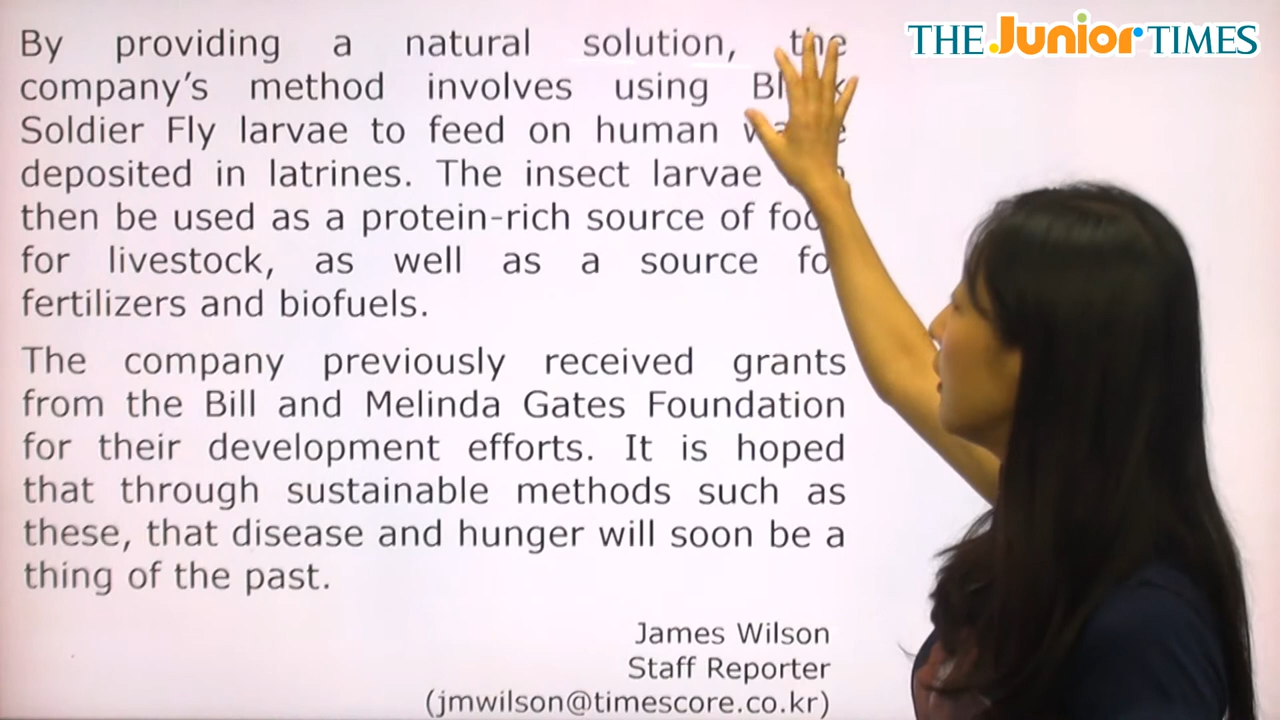 THE Junior TIMES
By providing a natural solution, the
company's method involves using
Soldier Fly larvae to feed on human
deposited in latrines. The insect larvae
then be used as a protein-rich source of
for livestock, as well as a source
fertilizers and biofuels.
The company previously received grants
from the Bill and Melinda Gates Foundation
for their development efforts. It is hoped
that through sustainable methods such as
these, that disease and hunger will soon be a
thing of the past.
James Wilson
Staff Reporter
(jmwilson@timescore.co.kr)